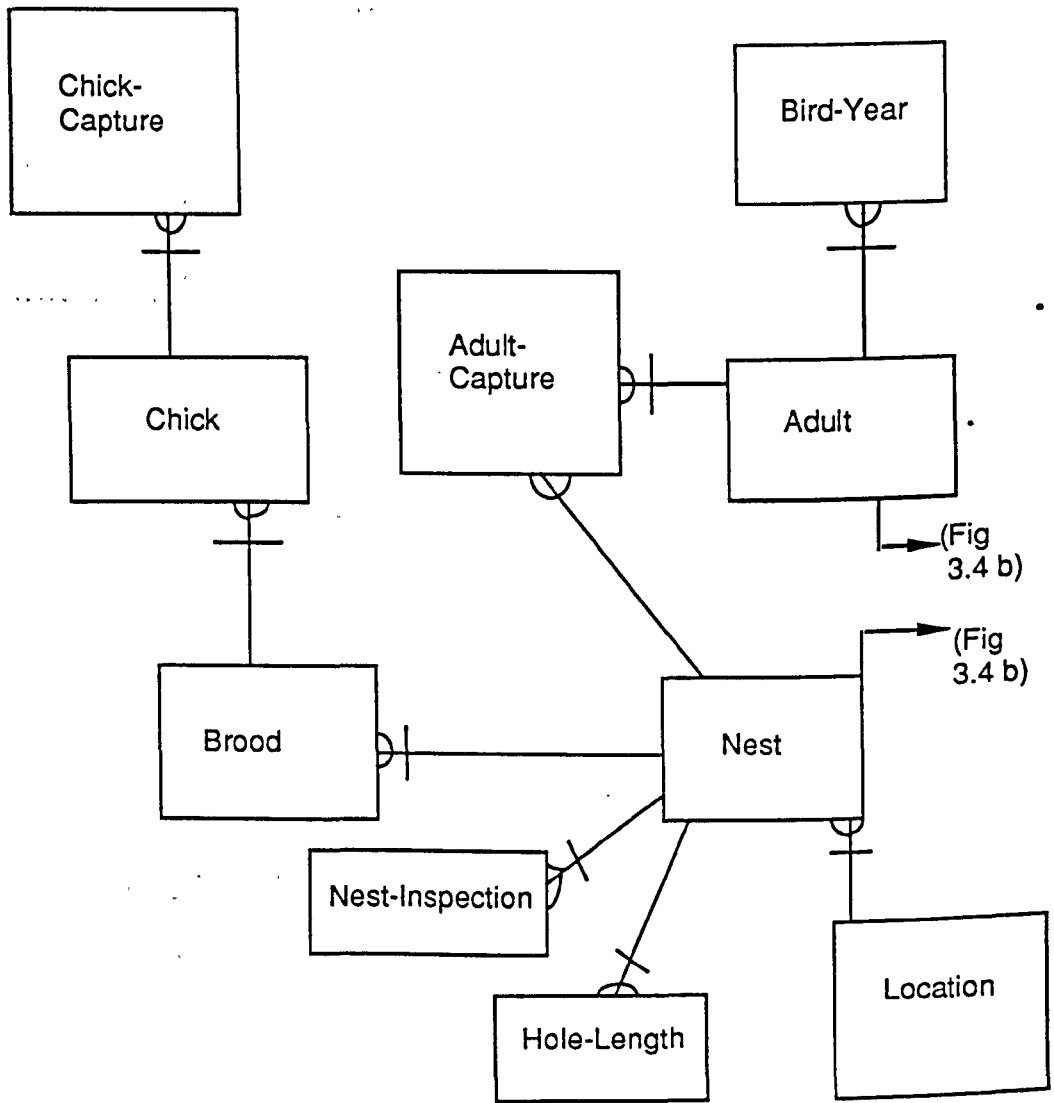 Chick-
Capture
Bird-Year
Adult-
Capture
Chick
Adult
(Fig
3.4 b)
(Fig
3.4 b)
Brood
Nest
Nest-Inspection
Location
Hole-Length